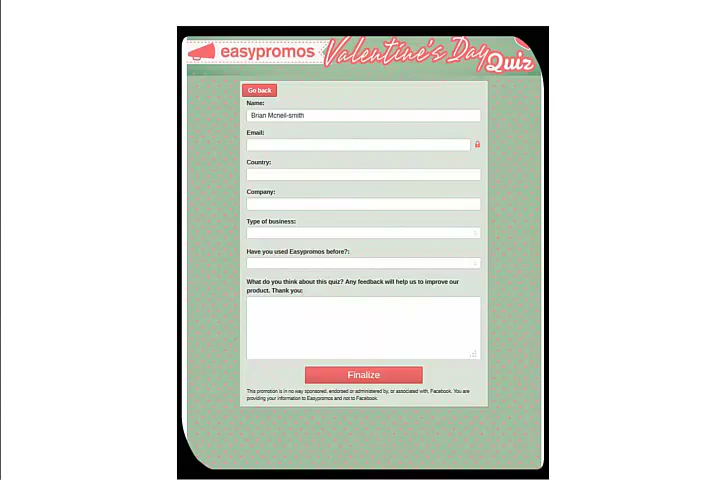 easypromos Valentine's Day Quiz
Go back
Name:
Brian Mcneil-smith
Email:
Country:
Company:
Type of business:
Have you used Easypromos before?:
What do you think about this quiz? Any feedback will help us to improve our
product. Thank you:
Finalize
This promotion is in no way sponsored, endorsed or administered by, or associated with, Facebook. You are
providing your information to Easypromos and not to Facebook.